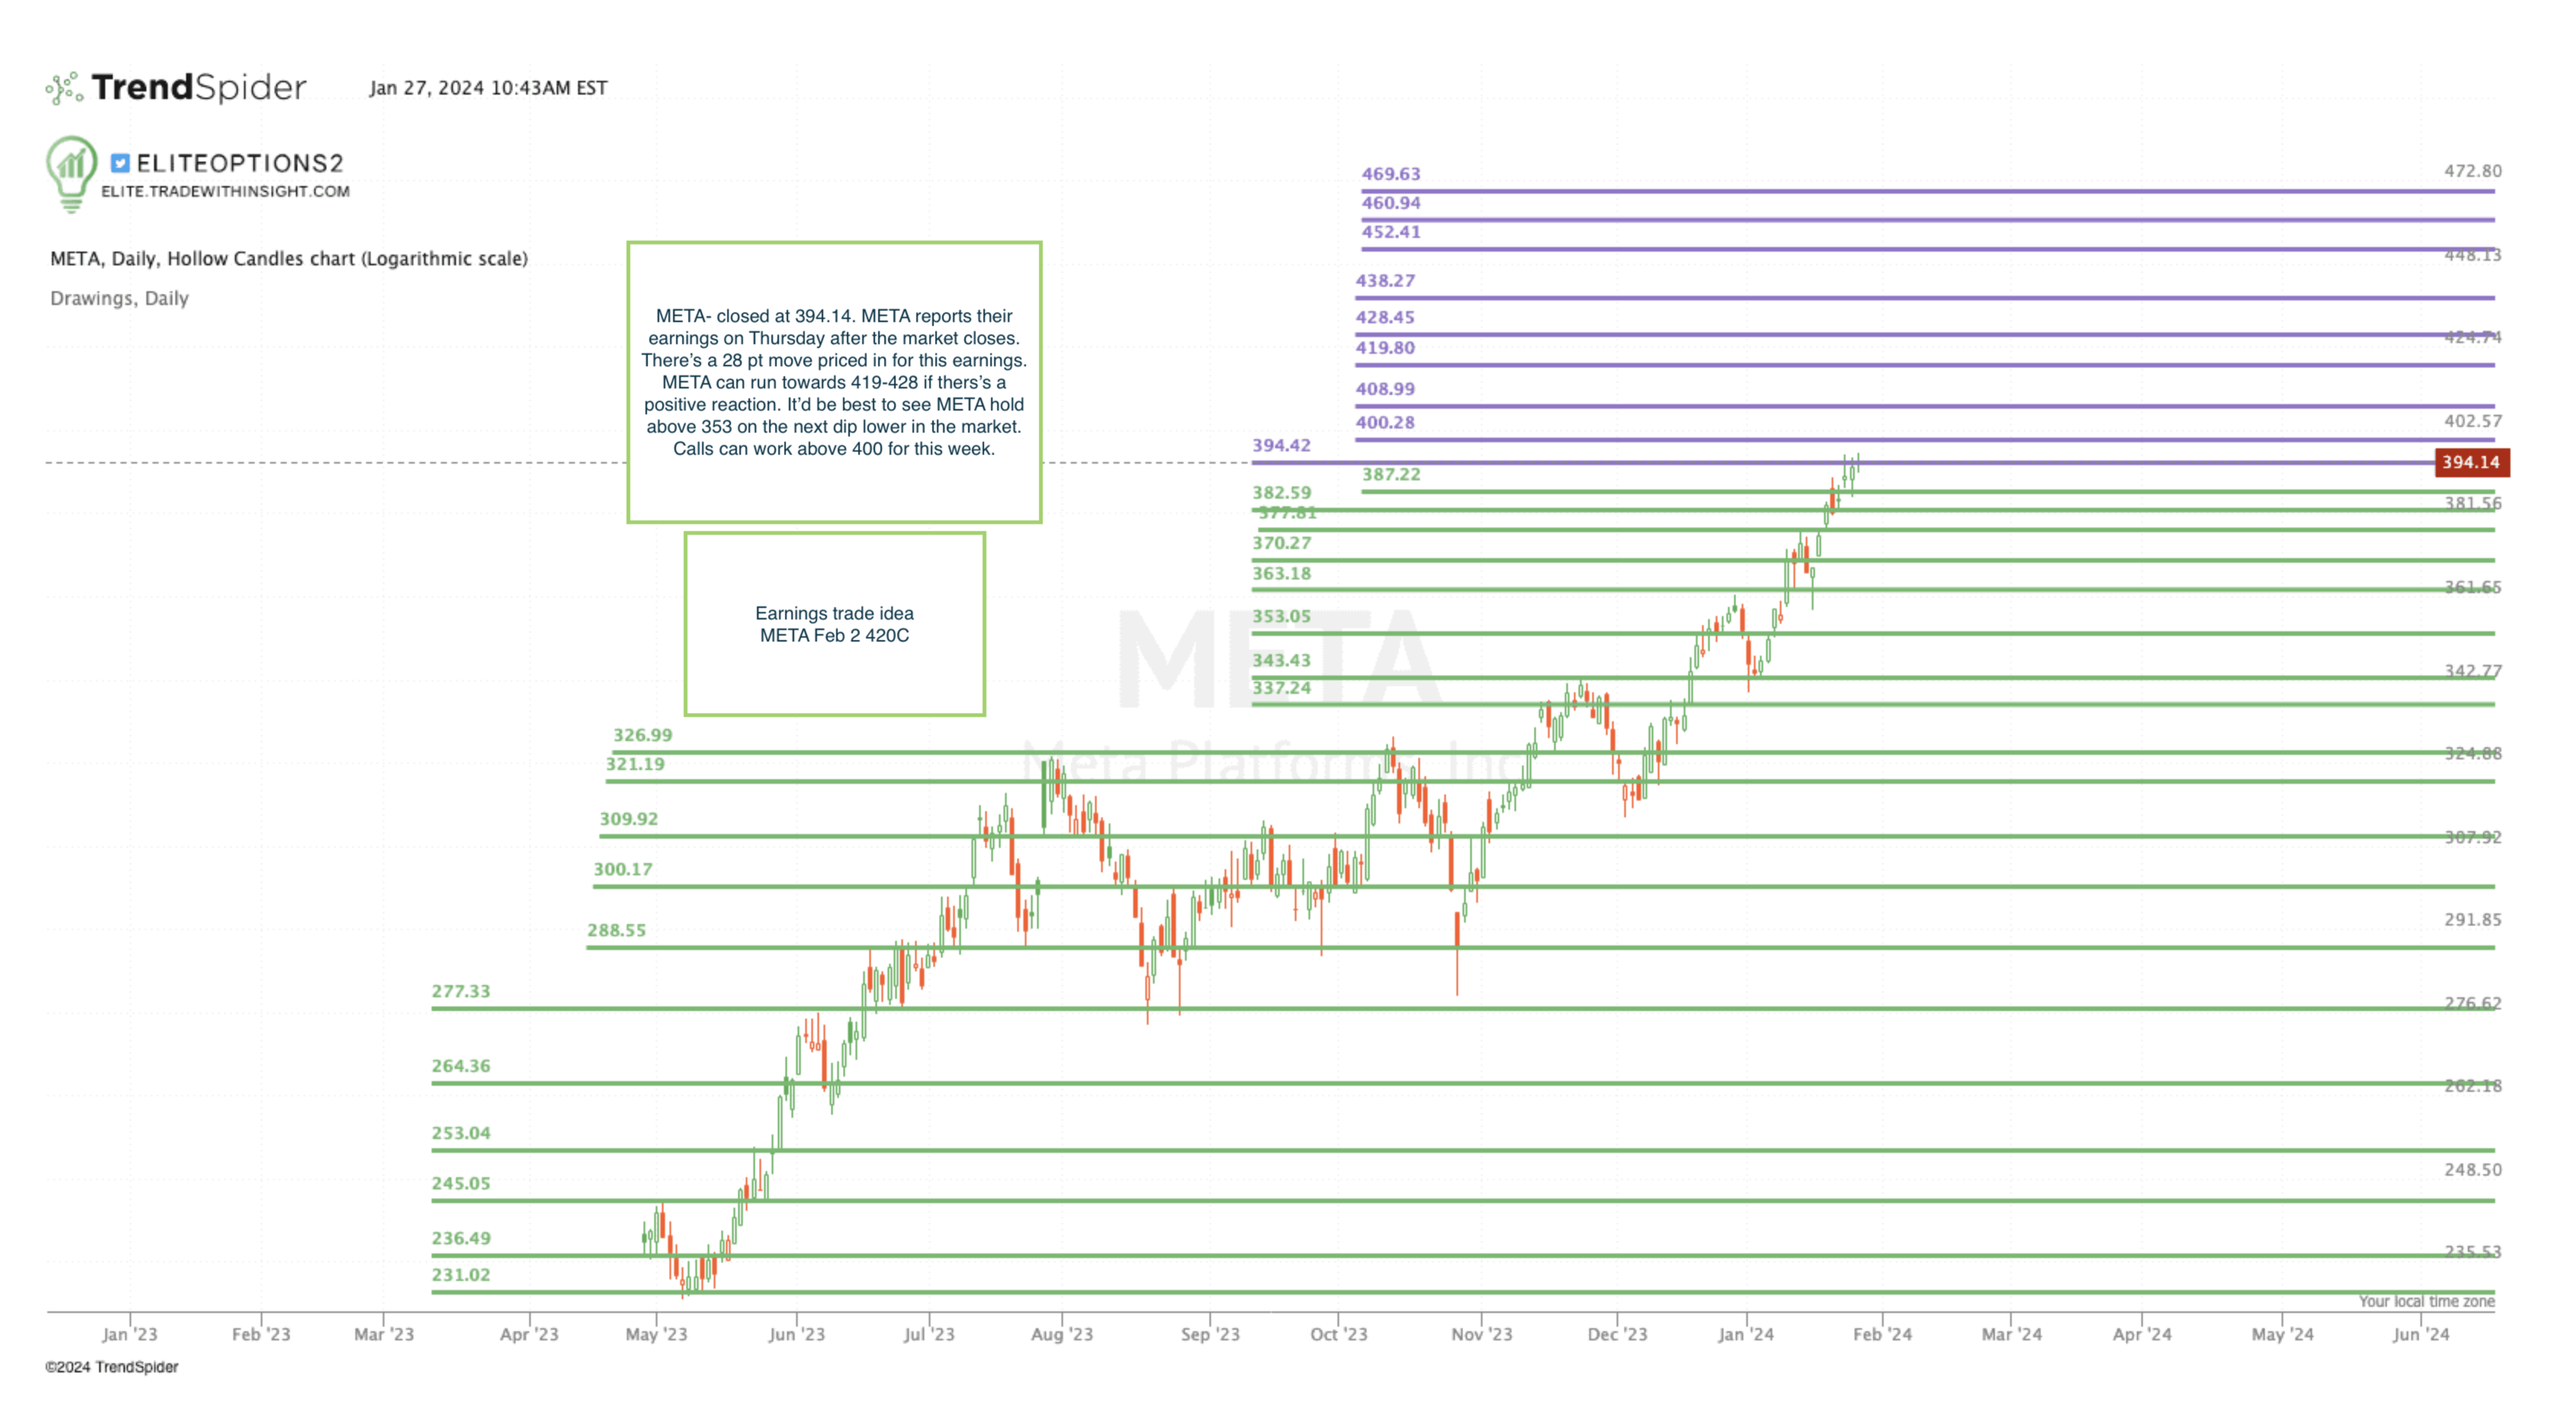 TrendSpider Jan 27, 2024 10:43AM EST
ELITEOPTIONS2
ELITE.TRADEWITHINSIGHT.COM
META, Daily, Hollow Candles chart (Logarithmic scale)
Drawings, Daily
META- closed at 394.14. META reports their
earnings on Thursday after the market closes.
There's a 28 pt move priced in for this earnings.
META can run towards 419-428 if thers's a
positive reaction. It'd be best to see META hold
above 353 on the next dip lower in the market.
Calls can work above 400 for this week.
Earnings trade idea
META Feb 2 420C
META
Meta Platforms Inc
469.63
460.94
452.41
438.27
428.45
419.80
408.99
400.28
394.42
387.22
382.59
377.81
370.27
363.18
353.05
343.43
337.24
326.99
321.19
309.92
300.17
288.55
277.33
264.36
253.04
245.05
236.49
231.02
472.80
448.13
424.74
402.57
394.14
381.56
361.65
342.77
324.88
307.92
291.85
276.62
262.18
248.50
235.53
Your local time zone
Jan '23 Feb '23 Mar '23 Apr '23 May '23 Jun '23 Jul '23 Aug '23 Sep '23 Oct '23 Nov '23 Dec '23 Jan '24 Feb '24 Mar '24 Apr '24 May '24 Jun '24
©2024 TrendSpider